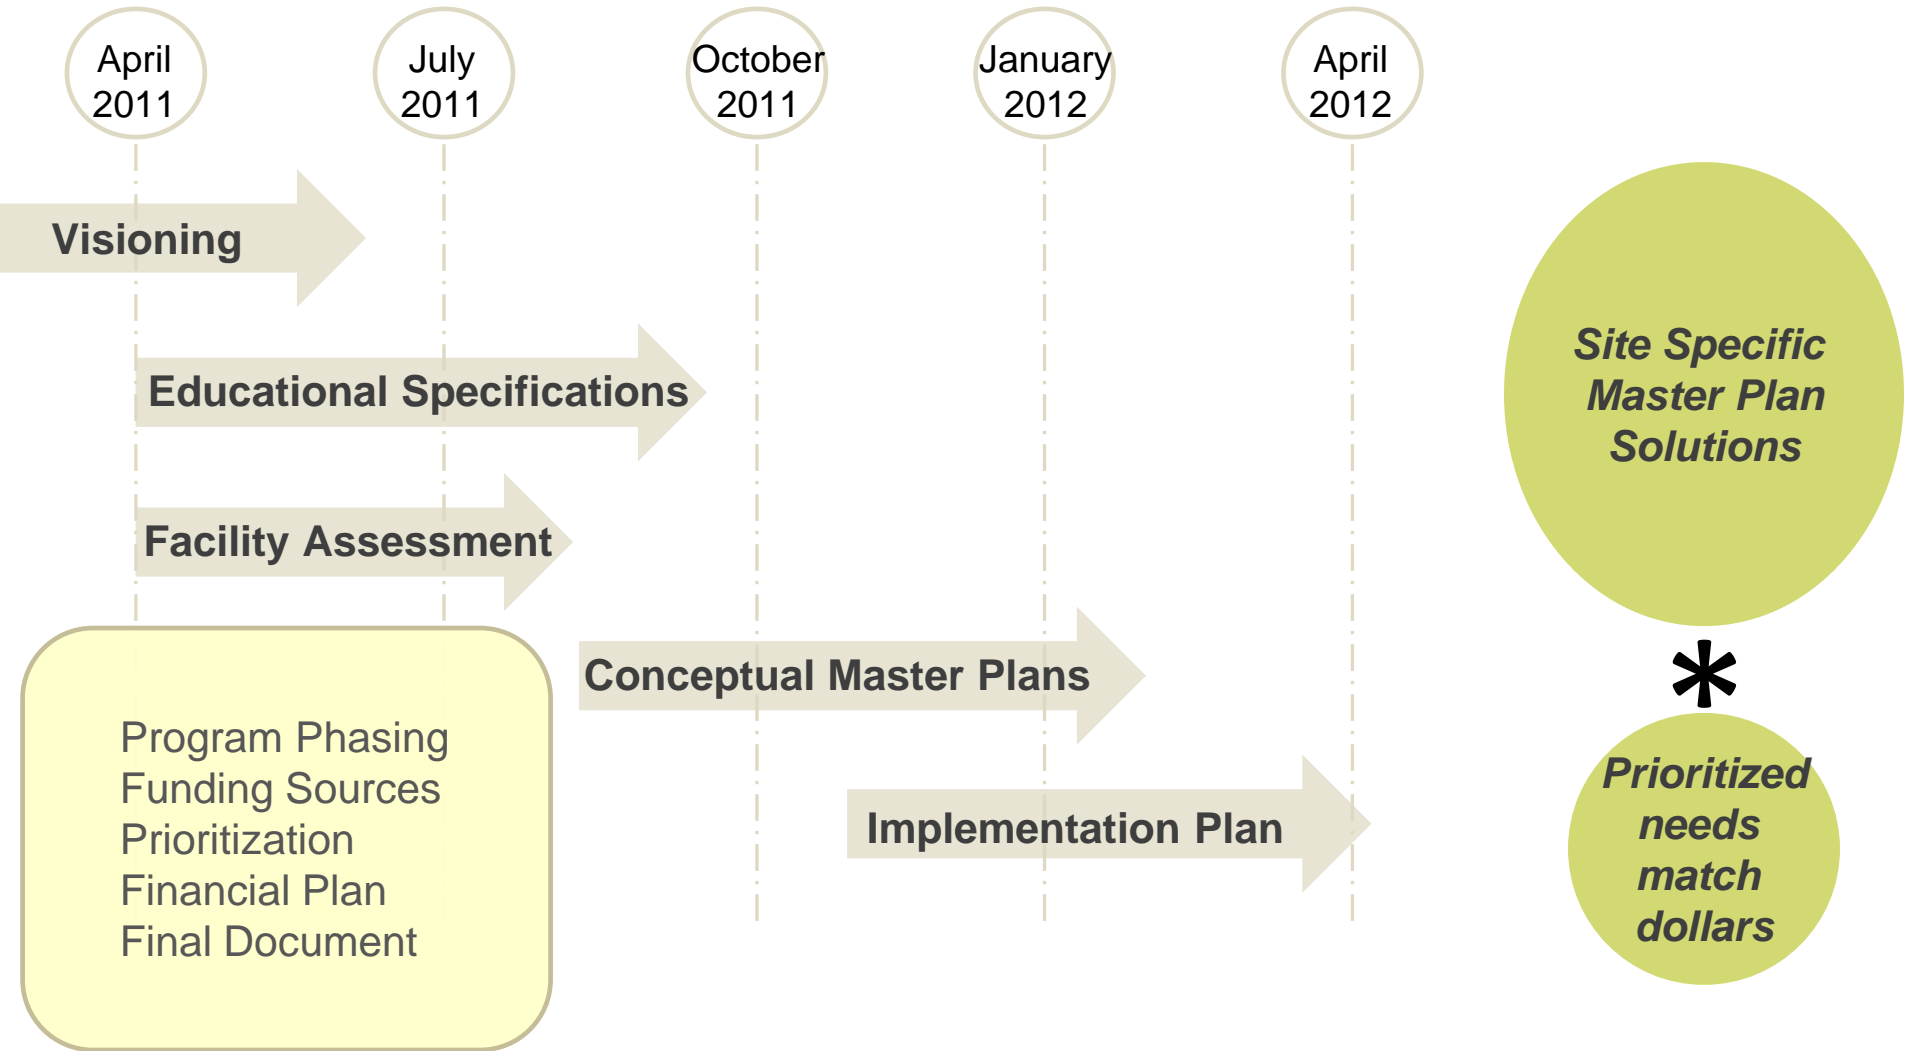 April
2011
July
2011
October
2011
January
2012
April
2012
Visioning
Educational Specifications
Facility Assessment
Conceptual Master Plans
Implementation Plan
Program Phasing
Funding Sources
Prioritization
Financial Plan
Final Document
Site Specific
Master Plan
Solutions
*
Prioritized
needs
match
dollars